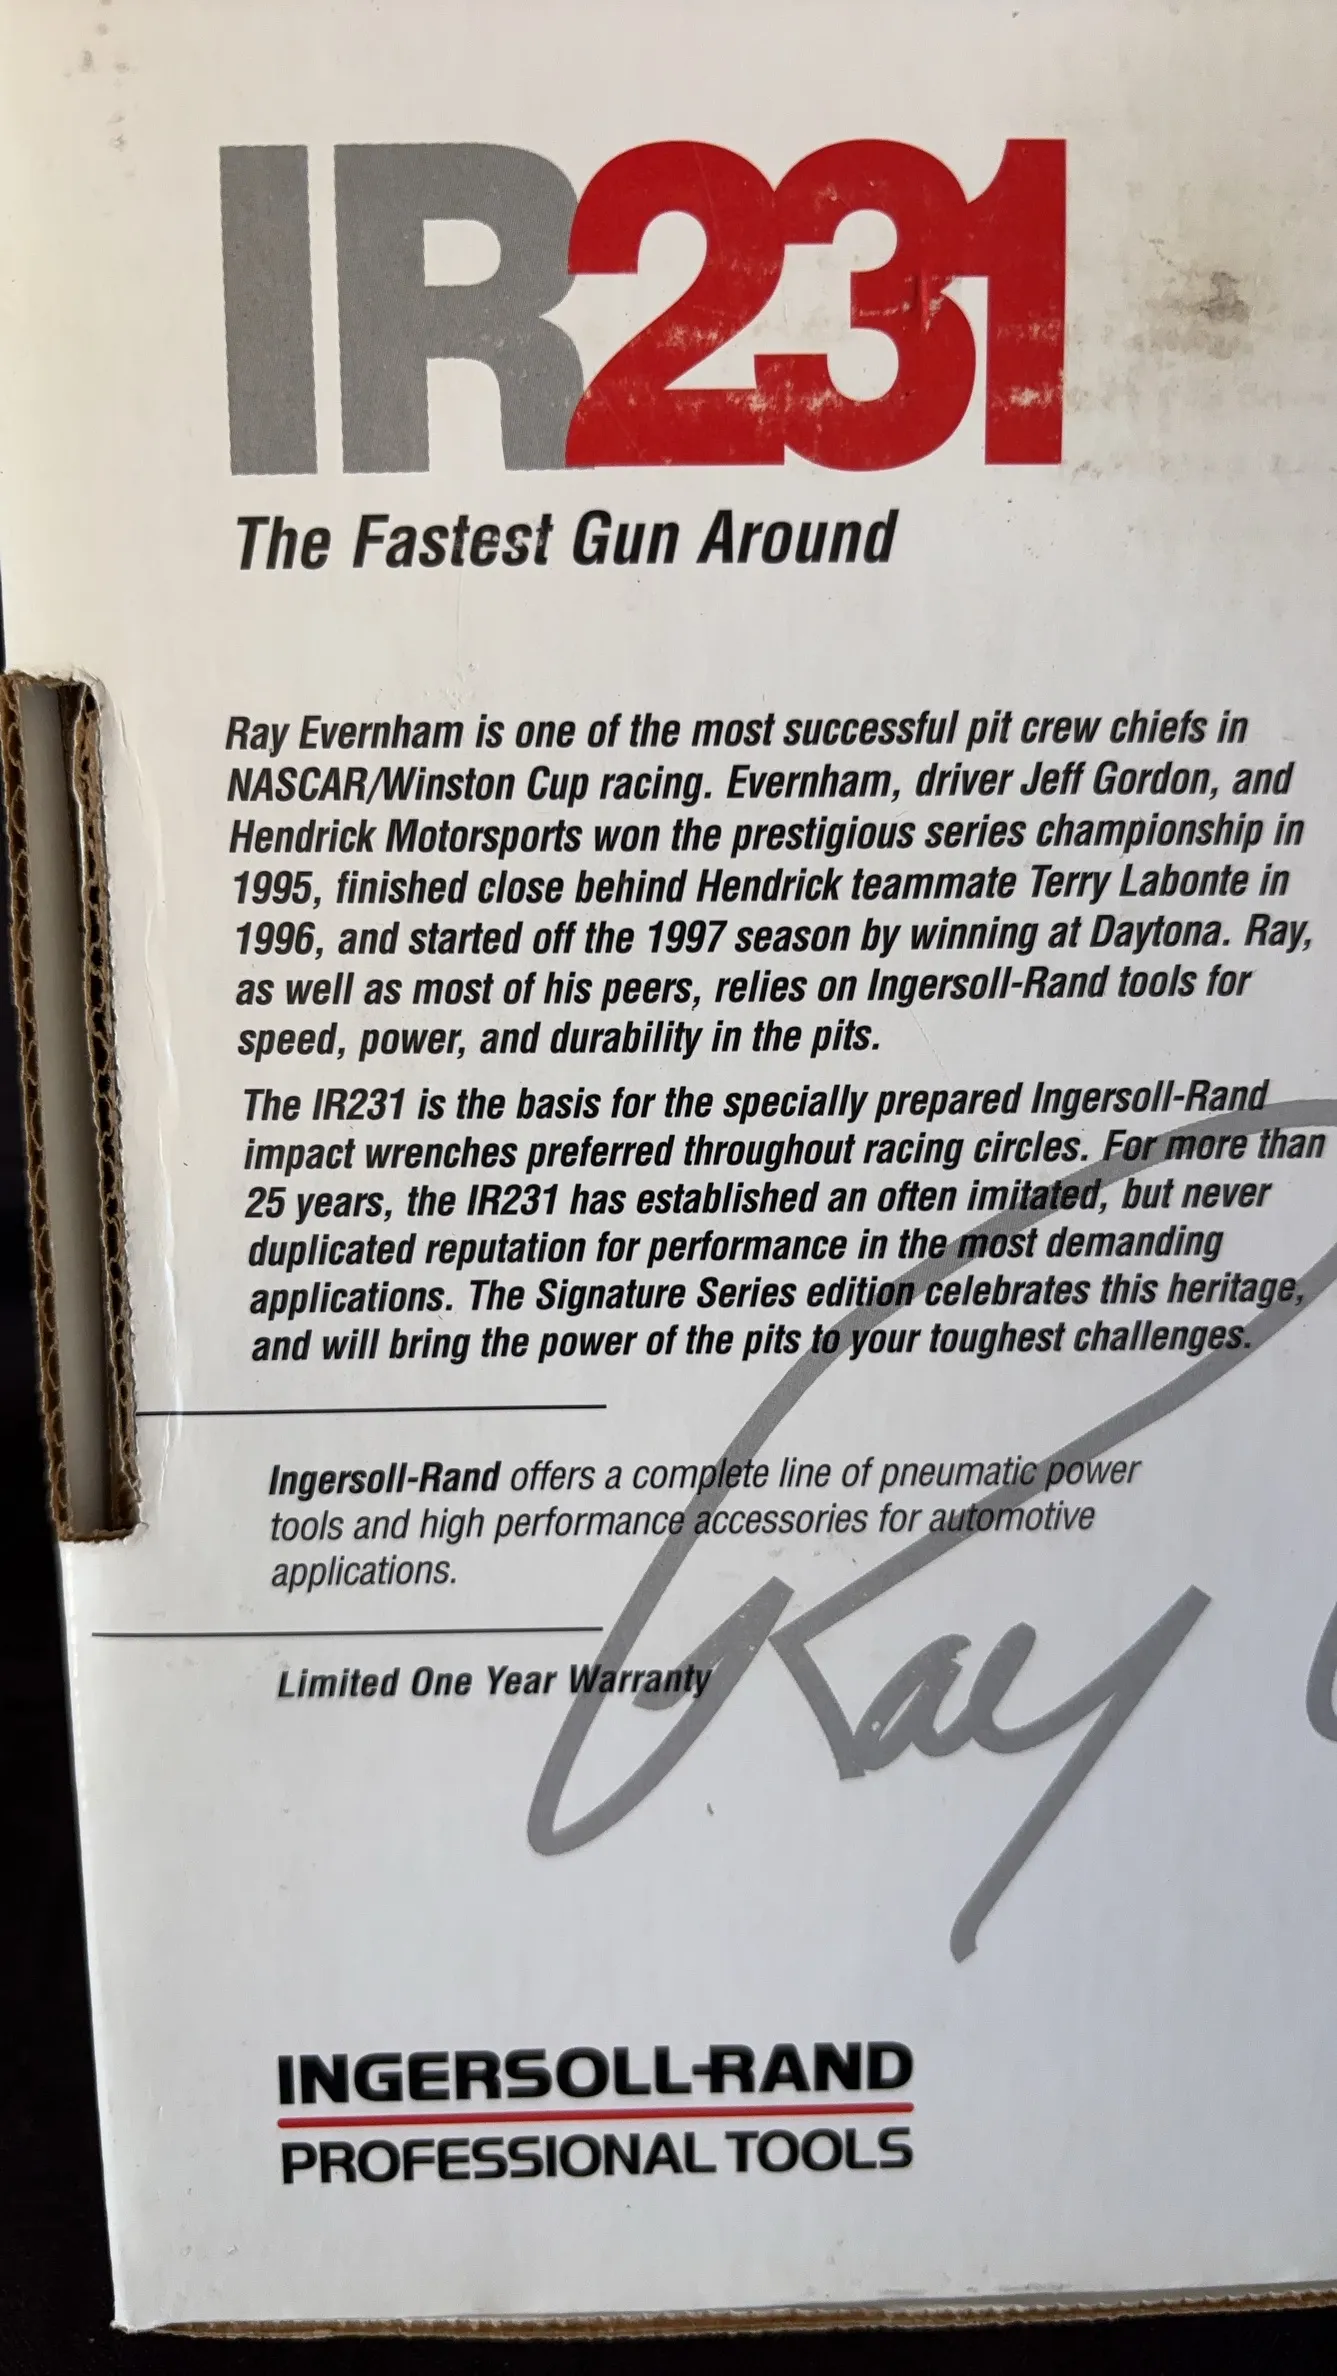 IR231
The Fastest Gun Around
Ray Evernham is one of the most successful pit crew chiefs in
NASCAR/Winston Cup racing. Evernham, driver Jeff Gordon, and
Hendrick Motorsports won the prestigious series championship in
1995, finished close behind Hendrick teammate Terry Labonte in
1996, and started off the 1997 season by winning at Daytona. Ray,
as well as most of his peers, relies on Ingersoll-Rand tools for
speed, power, and durability in the pits.
The IR231 is the basis for the specially prepared Ingersoll-Rand
impact wrenches preferred throughout racing circles. For more than
25 years, the IR231 has established an often imitated, but never
duplicated reputation for performance in the most demanding
applications. The Signature Series edition celebrates this heritage,
and will bring the power of the pits to your toughest challenges.
Ingersoll-Rand offers a complete line of pneumatic power
tools and high performance accessories for automotive
applications.
Limited One Year Warranty
Ray
INGERSOLL-RAND
PROFESSIONAL TOOLS